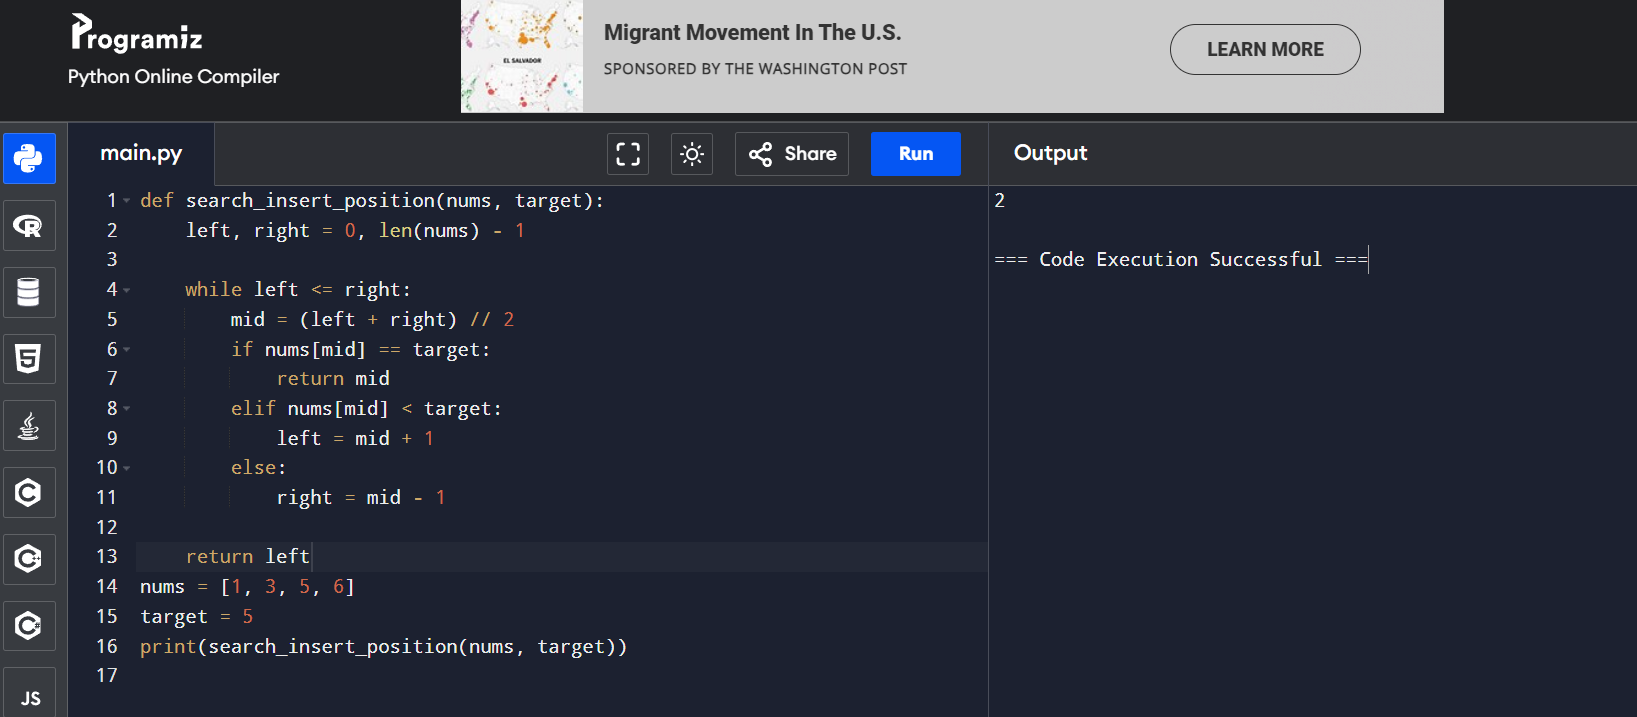 Programiz
Python Online Compiler
EL SALVADOR
Migrant Movement In The U.S.
SPONSORED BY THE WASHINGTON POST
LEARN MORE
main.py
Share
Run
Output
1 def search_insert_position(nums, target):
2     left, right = 0, len(nums) - 1
3
4     while left <= right:
5         mid = (left + right) // 2
6         if nums[mid] == target:
7             return mid
8         elif nums[mid] < target:
9             left = mid + 1
10         else:
11             right = mid - 1
12
13     return left
14 nums = [1, 3, 5, 6]
15 target = 5
16 print(search_insert_position(nums, target))
17
2
=== Code Execution Successful ===
R
5
C
C++
C#
JS